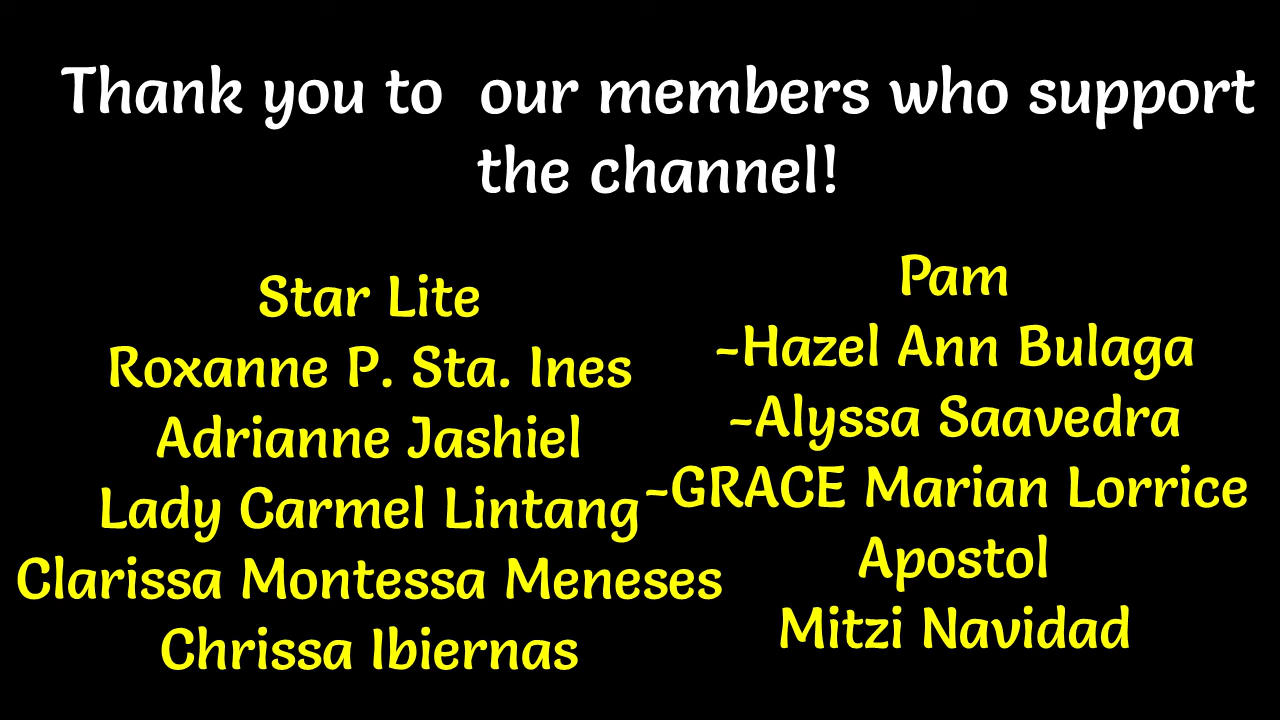 Thank you to  our members who support
the channel!
Star Lite
Roxanne P. Sta. Ines
Adrianne Jashiel
Lady Carmel Lintang
Clarissa Montessa Meneses
Chrissa Ibiernas
Pam
~Hazel Ann Bulaga
~Alyssa Saavedra
~GRACE Marian Lorrice
Apostol
Mitzi Navidad